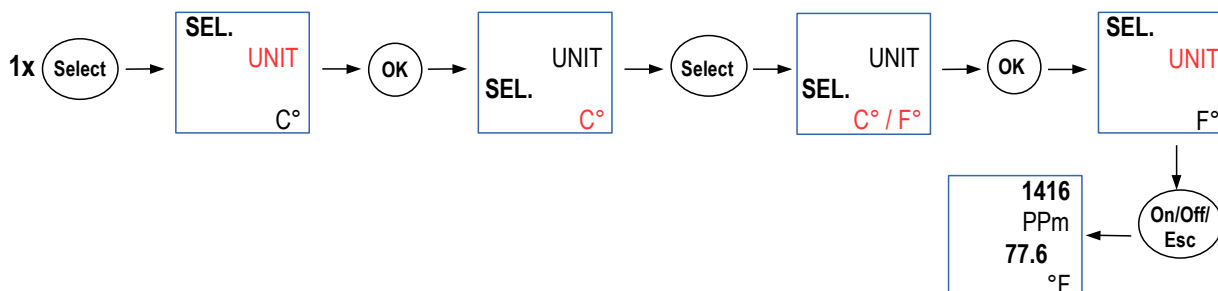 1x Select
SEL.
UNIT
C°
OK
UNIT
SEL.
C°
Select
UNIT
SEL.
C° / F°
OK
SEL.
UNIT
F°
On/Off/
Esc
1416
PPm
77.6
°F